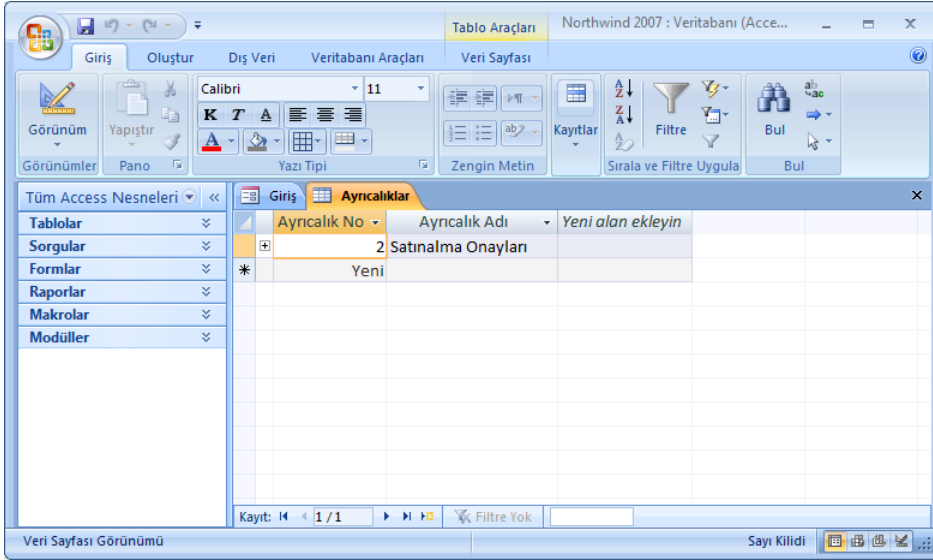 Tablo Araçları Northwind 2007 : Veritabanı (Acce...
Giriş Oluştur Dış Veri Veritabanı Araçları Veri Sayfası
Görünüm
Yapıştır
Calibri 11
K T A
A
Kayıtlar
Filtre
Bul
Görünümler Pano Yazı Tipi Zengin Metin Sırala ve Filtre Uygula Bul
Tüm Access Nesneleri
Tablolar
Sorgular
Formlar
Raporlar
Makrolar
Modüller
Giriş Ayrıcalıklar
Ayrıcalık No Ayrıcalık Adı Yeni alan ekleyin
2 Satınalma Onayları
Yeni
Kayıt: 1 / 1 Filtre Yok
Veri Sayfası Görünümü Sayı Kilidi